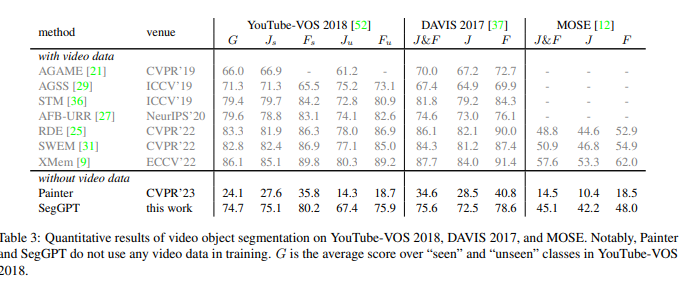 method venue YouTube-VOS 2018 [52] DAVIS 2017 [37] MOSE [12]
G Js Fs Ju Fu J&F J F J&F J F
with video data
AGAME [21] CVPR'19 66.0 66.9 - 61.2 - 70.0 67.2 72.7 - - -
AGSS [29] ICCV'19 71.3 71.3 65.5 75.2 73.1 67.4 64.9 69.9 - - -
STM [36] ICCV'19 79.4 79.7 84.2 72.8 80.9 81.8 79.2 84.3 - - -
AFB-URR [27] NeurIPS'20 79.6 78.8 83.1 74.1 82.6 74.6 73.0 76.1 - - -
RDE [25] CVPR'22 83.3 81.9 86.3 78.0 86.9 86.1 82.1 90.0 48.8 44.6 52.9
SWEM [31] CVPR'22 82.8 82.4 86.9 77.1 85.0 84.3 81.2 87.4 50.9 46.8 54.9
XMem [9] ECCV'22 86.1 85.1 89.8 80.3 89.2 87.7 84.0 91.4 57.6 53.3 62.0
without video data
Painter CVPR'23 24.1 27.6 35.8 14.3 18.7 34.6 28.5 40.8 14.5 10.4 18.5
SegGPT this work 74.7 75.1 80.2 67.4 75.9 75.6 72.5 78.6 45.1 42.2 48.0
Table 3: Quantitative results of video object segmentation on YouTube-VOS 2018, DAVIS 2017, and MOSE. Notably, Painter
and SegGPT do not use any video data in training. G is the average score over “seen” and “unseen” classes in YouTube-VOS
2018.